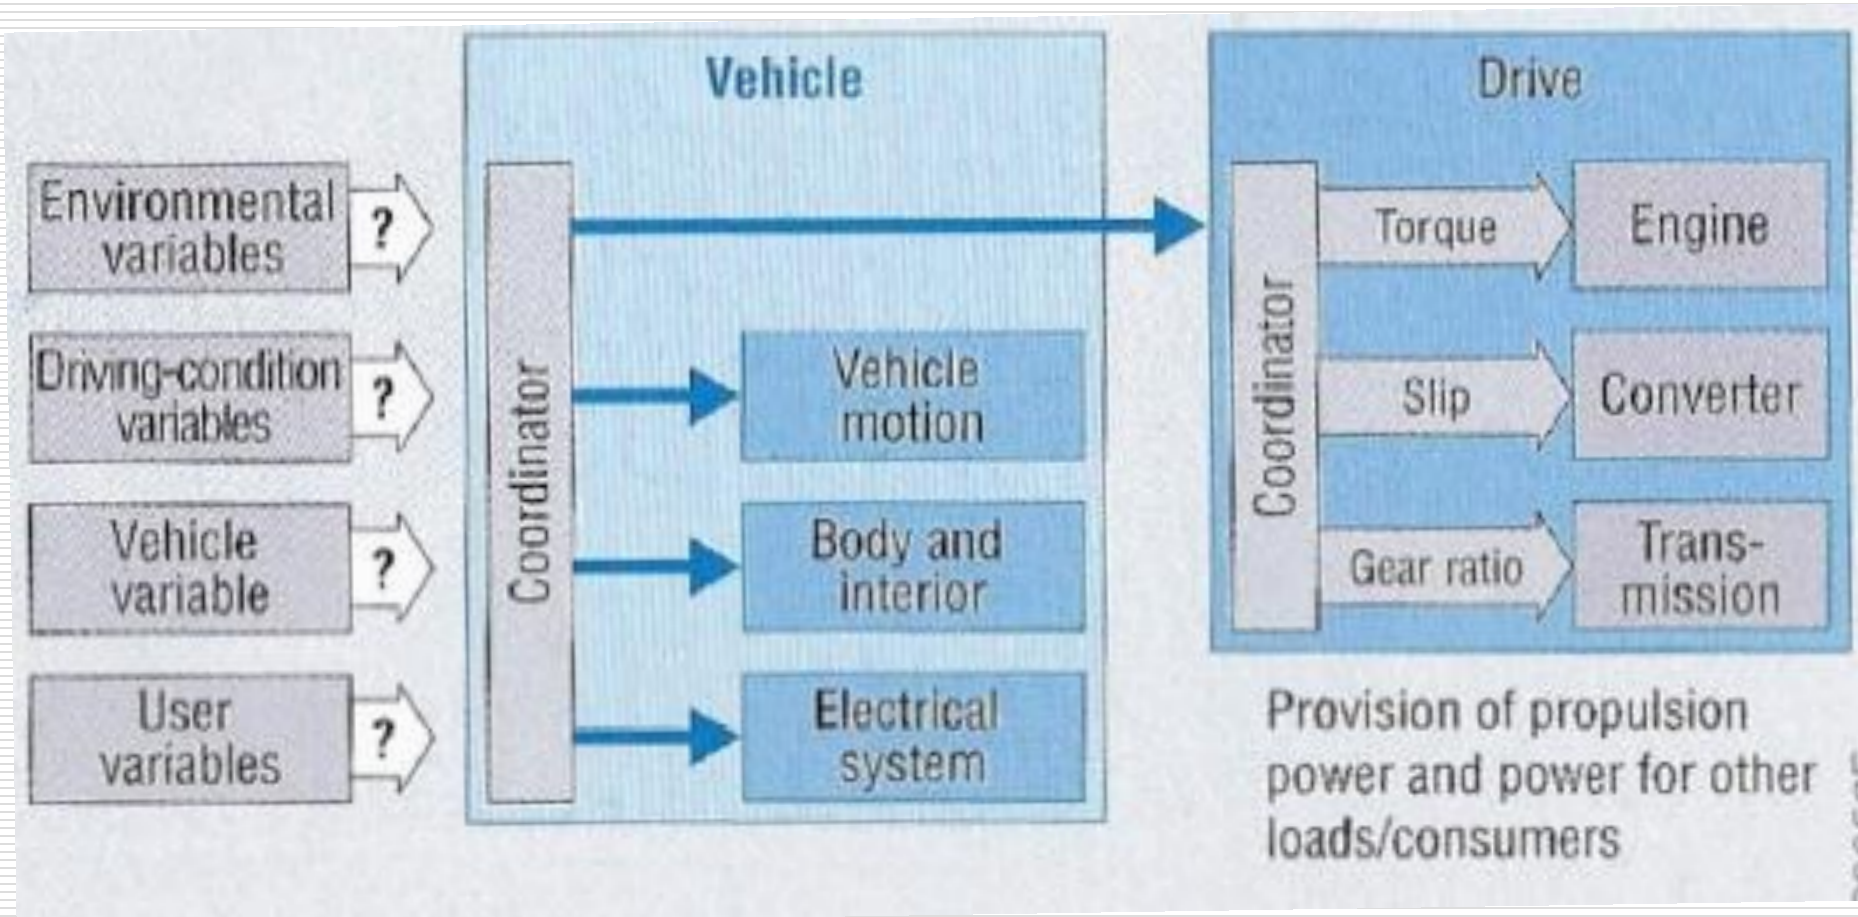 Vehicle
Drive
Environmental
variables
?
Driving-condition
variables
?
Vehicle
variable
?
User
variables
?
Coordinator
Vehicle
motion
Body and
interior
Electrical
system
Coordinator
Torque
Engine
Slip
Converter
Gear ratio
Trans-
mission
Provision of propulsion
power and power for other
loads/consumers